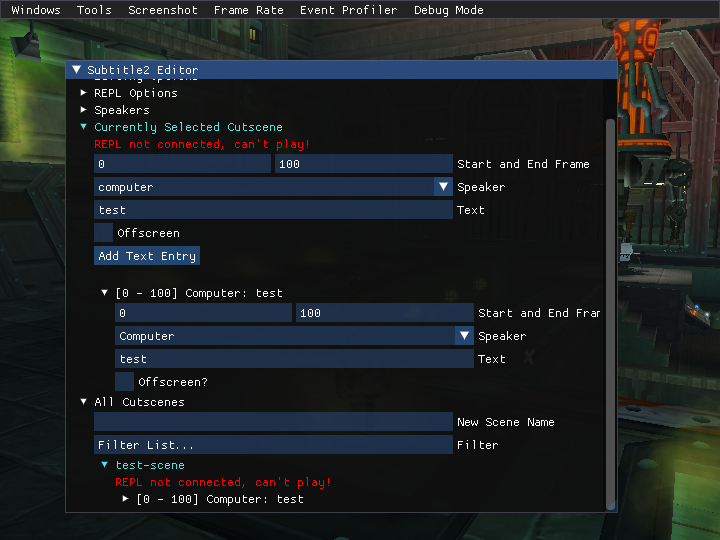 Windows Tools Screenshot Frame Rate Event Profiler Debug Mode
Subtitle2 Editor
REPL Options
Speakers
Currently Selected Cutscene
REPL not connected, can't play!
0 100 Start and End Frame
computer Speaker
test Text
Offscreen
Add Text Entry
[0 - 100] Computer: test
0 100 Start and End Fram
Computer Speaker
test Text
Offscreen?
All Cutscenes
New Scene Name
Filter List... Filter
test-scene
REPL not connected, can't play!
[0 - 100] Computer: test